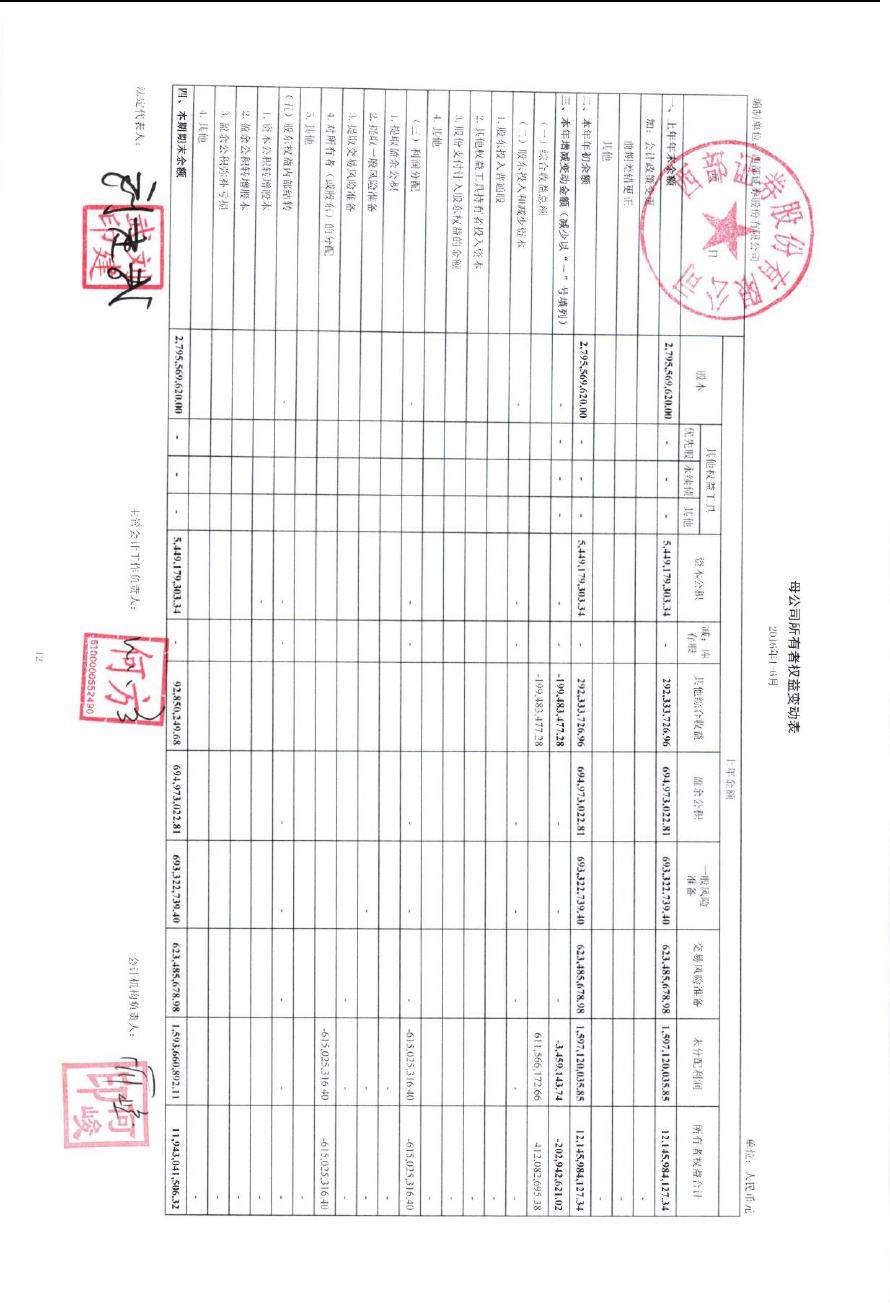 母公司所有者权益变动表
2016年1-6月
编制单位：西部证券股份有限公司 单位：人民币元
上年金额
股本 其他权益工具 资本公积 减：库存股 其他综合收益 盈余公积 一般风险准备 交易风险准备 未分配利润 所有者权益合计
优先股 永续债 其他
一、上年年末余额 2,795,569,620.00 - - - 5,449,179,303.34 - 292,333,726.96 694,973,022.81 693,322,739.40 623,485,678.98 1,597,120,035.85 12,145,984,127.34
加：会计政策变更 -
前期差错更正 -
其他 -
二、本年年初余额 2,795,569,620.00 - - - 5,449,179,303.34 - 292,333,726.96 694,973,022.81 693,322,739.40 623,485,678.98 1,597,120,035.85 12,145,984,127.34
三、本年增减变动金额（减少以“－”号填列） - - - - - - -199,483,477.28 - - - -3,459,143.74 -202,942,621.02
（一）综合收益总额 -199,483,477.28 611,566,172.66 412,082,695.38
（二）股东投入和减少资本 - - - - - - - -
1. 股东投入普通股 -
2. 其他权益工具持有者投入资本 -
3. 股份支付计入股东权益的金额 -
4. 其他 -
（三）利润分配 - - - - - - -615,025,316.40 -615,025,316.40
1. 提取盈余公积 - - -
2. 提取一般风险准备 - - -
3. 提取交易风险准备 - - -
4. 对所有者（或股东）的分配 -615,025,316.40 -615,025,316.40
5. 其他 -
（五）股东权益内部结转 - - - - - - - -
1. 资本公积转增股本 - -
2. 盈余公积转增股本 -
3. 盈余公积弥补亏损 -
4. 其他 -
四、本期期末余额 2,795,569,620.00 - - - 5,449,179,303.34 - 92,850,249.68 694,973,022.81 693,322,739.40 623,485,678.98 1,593,660,892.11 11,943,041,506.32
法定代表人： 主管会计工作负责人： 会计机构负责人：
何方
6100000552490
何峻印
12